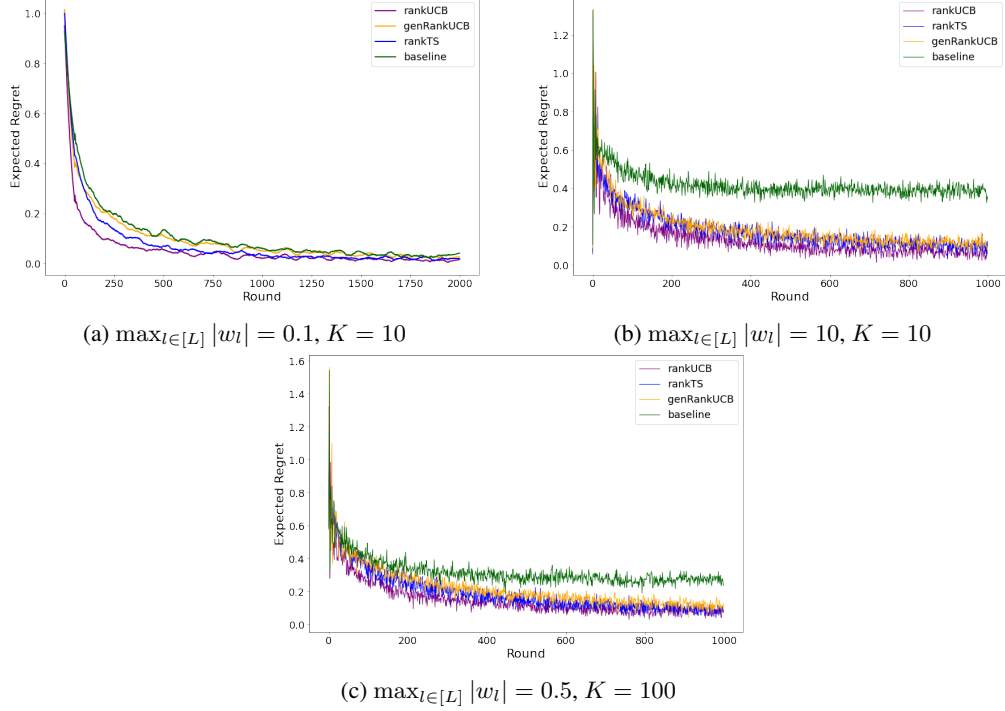 rankUCB
genRankUCB
rankTS
baseline
Expected Regret
1.0
0.8
0.6
0.4
0.2
0.0
0 250 500 750 1000 1250 1500 1750 2000
Round
(a) max_{l∈[L]} |w_l| = 0.1, K = 10
rankUCB
rankTS
genRankUCB
baseline
Expected Regret
1.2
1.0
0.8
0.6
0.4
0.2
0.0
0 200 400 600 800 1000
Round
(b) max_{l∈[L]} |w_l| = 10, K = 10
rankUCB
rankTS
genRankUCB
baseline
Expected Regret
1.6
1.4
1.2
1.0
0.8
0.6
0.4
0.2
0.0
0 200 400 600 800 1000
Round
(c) max_{l∈[L]} |w_l| = 0.5, K = 100